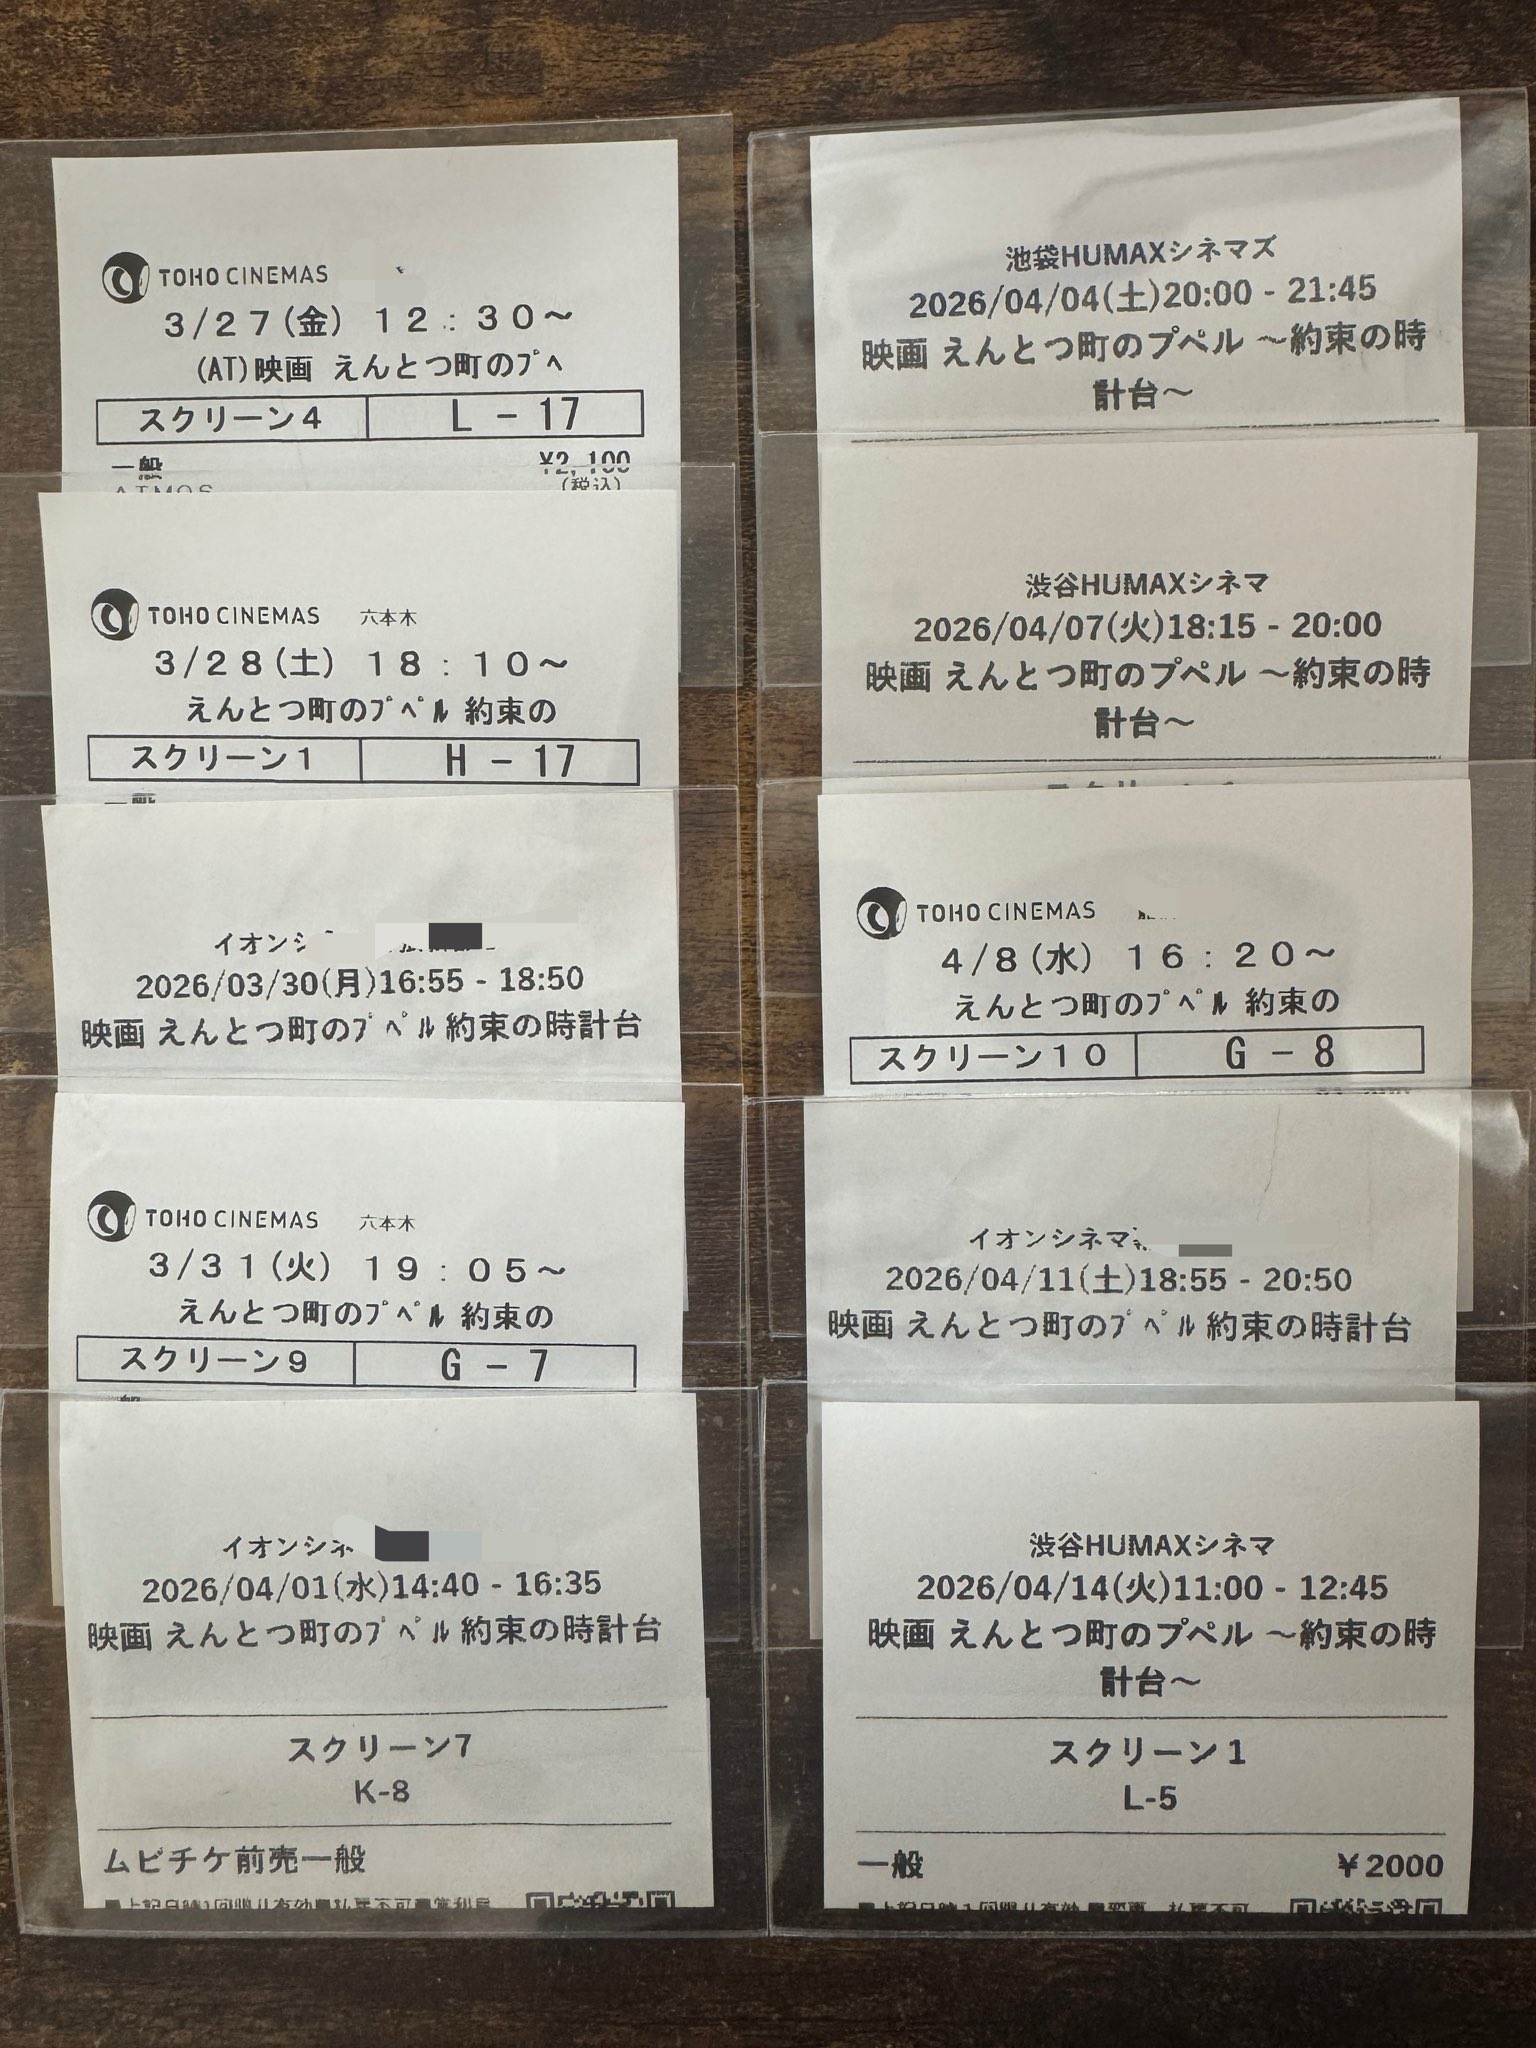 TOHO CINEMAS
3/27(金) 12:30～
(AT)映画 えんとつ町のﾌﾟﾍ
スクリーン4 L－17
一般 ¥2,100
ATMOS (税込)
TOHO CINEMAS 六本木
3/28(土) 18:10～
えんとつ町のﾌﾟﾍﾟﾙ 約束の
スクリーン1 H－17
一般
イオンシ
2026/03/30(月)16:55 - 18:50
映画 えんとつ町のﾌﾟﾍﾟﾙ約束の時計台
TOHO CINEMAS 六本木
3/31(火) 19:05～
えんとつ町のﾌﾟﾍﾟﾙ 約束の
スクリーン9 G－7
イオンシネ
2026/04/01(水)14:40 - 16:35
映画 えんとつ町のﾌﾟﾍﾟﾙ約束の時計台
スクリーン7
K-8
ムビチケ前売一般
池袋HUMAXシネマズ
2026/04/04(土)20:00 - 21:45
映画 えんとつ町のプペル ～約束の時
計台～
渋谷HUMAXシネマ
2026/04/07(火)18:15 - 20:00
映画 えんとつ町のプペル ～約束の時
計台～
TOHO CINEMAS
4/8(水) 16:20～
えんとつ町のﾌﾟﾍﾟﾙ 約束の
スクリーン10 G－8
イオンシネマ
2026/04/11(土)18:55 - 20:50
映画 えんとつ町のﾌﾟﾍﾟﾙ約束の時計台
渋谷HUMAXシネマ
2026/04/14(火)11:00 - 12:45
映画 えんとつ町のプペル ～約束の時
計台～
スクリーン1
L-5
一般 ¥2000